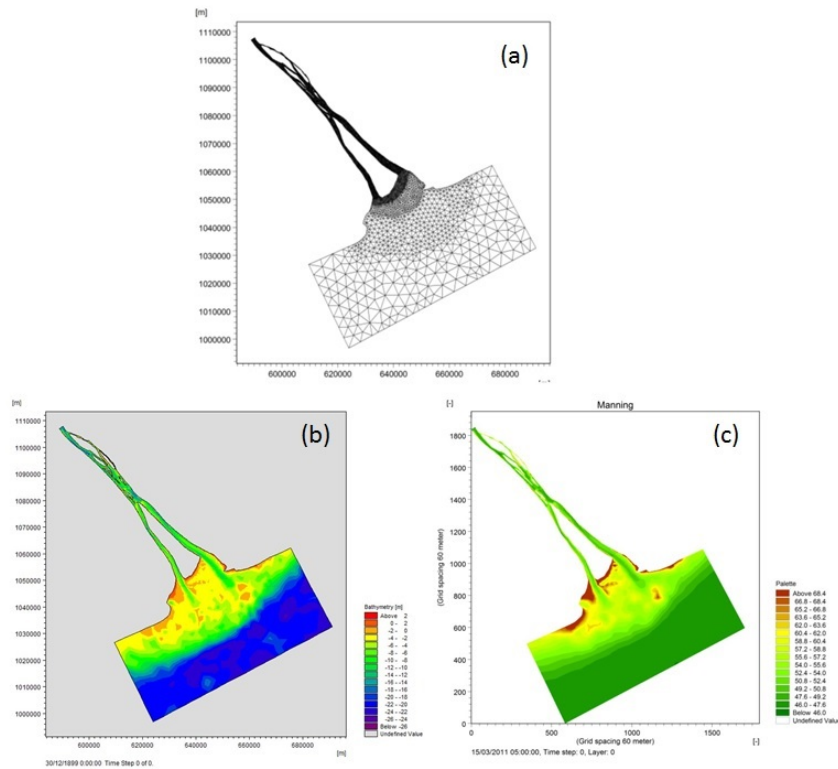 [m]
(a)
1110000
1100000
1090000
1080000
1070000
1060000
1050000
1040000
1030000
1020000
1010000
1000000
600000 620000 640000 660000 680000
[m]
(b)
1110000
1100000
1090000
1080000
1070000
1060000
1050000
1040000
1030000
1020000
1010000
1000000
600000 620000 640000 660000 680000
[m]
30/12/1899 0:00:00 Time Step 0 of 0.
Bathymetry [m]
Above 2
0 - 2
-2 - 0
-4 - -2
-6 - -4
-8 - -6
-10 - -8
-12 - -10
-14 - -12
-16 - -14
-18 - -16
-20 - -18
-22 - -20
-24 - -22
-26 - -24
Below -26
Undefined Value
[-]
Manning
(c)
1800
1600
1400
1200
1000
800
600
400
200
0
(Grid spacing 60 meter)
0 500 1000 1500 [-]
(Grid spacing 60 meter)
15/03/2011 05:00:00, Time step: 0, Layer: 0
Palette
Above 68.4
66.8 - 68.4
65.2 - 66.8
63.6 - 65.2
62.0 - 63.6
60.4 - 62.0
58.8 - 60.4
57.2 - 58.8
55.6 - 57.2
54.0 - 55.6
52.4 - 54.0
50.8 - 52.4
49.2 - 50.8
47.6 - 49.2
46.0 - 47.6
Below 46.0
Undefined Value